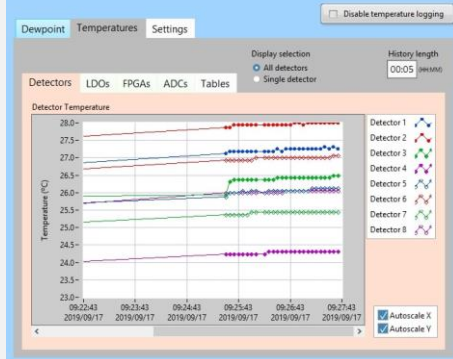 Disable temperature logging
Dewpoint Temperatures Settings
Display selection
History length
All detectors
00:05 (HH:MM)
Single detector
Detectors LDOs FPGAs ADCs Tables
Detector Temperature
28.0
27.5
27.0
26.5
26.0
25.5
25.0
24.5
24.0
23.5
23.0
Temperature (°C)
09:22:43 09:23:43 09:24:43 09:25:43 09:26:43 09:27:43
2019/09/17 2019/09/17 2019/09/17 2019/09/17 2019/09/17 2019/09/17
Detector 1
Detector 2
Detector 3
Detector 4
Detector 5
Detector 6
Detector 7
Detector 8
Autoscale X
Autoscale Y